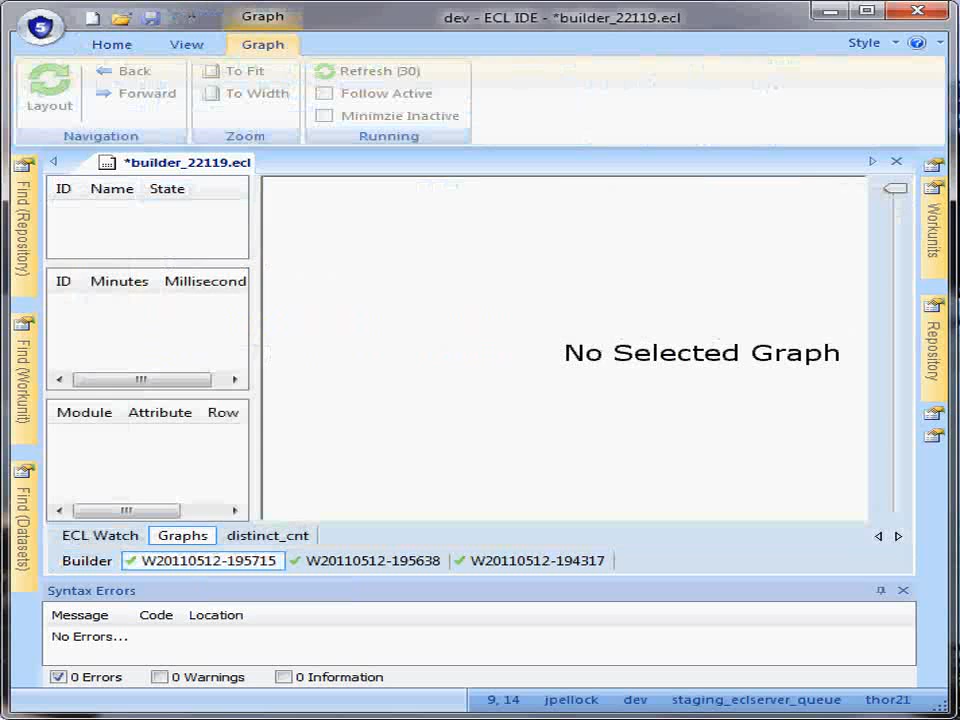 Graph
dev - ECL IDE - *builder_22119.ecl
Home View Graph
Style
Layout
Back
Forward
Navigation
To Fit
To Width
Zoom
Refresh (30)
Follow Active
Minimzie Inactive
Running
*builder_22119.ecl
Find (Repository)
Find (Workunit)
Find (Datasets)
ID Name State
ID Minutes Millisecond
Module Attribute Row
No Selected Graph
Workunits
Repository
ECL Watch Graphs distinct_cnt
Builder W20110512-195715 W20110512-195638 W20110512-194317
Syntax Errors
Message Code Location
No Errors...
0 Errors 0 Warnings 0 Information
9, 14 jpellock dev staging_eclserver_queue thor21